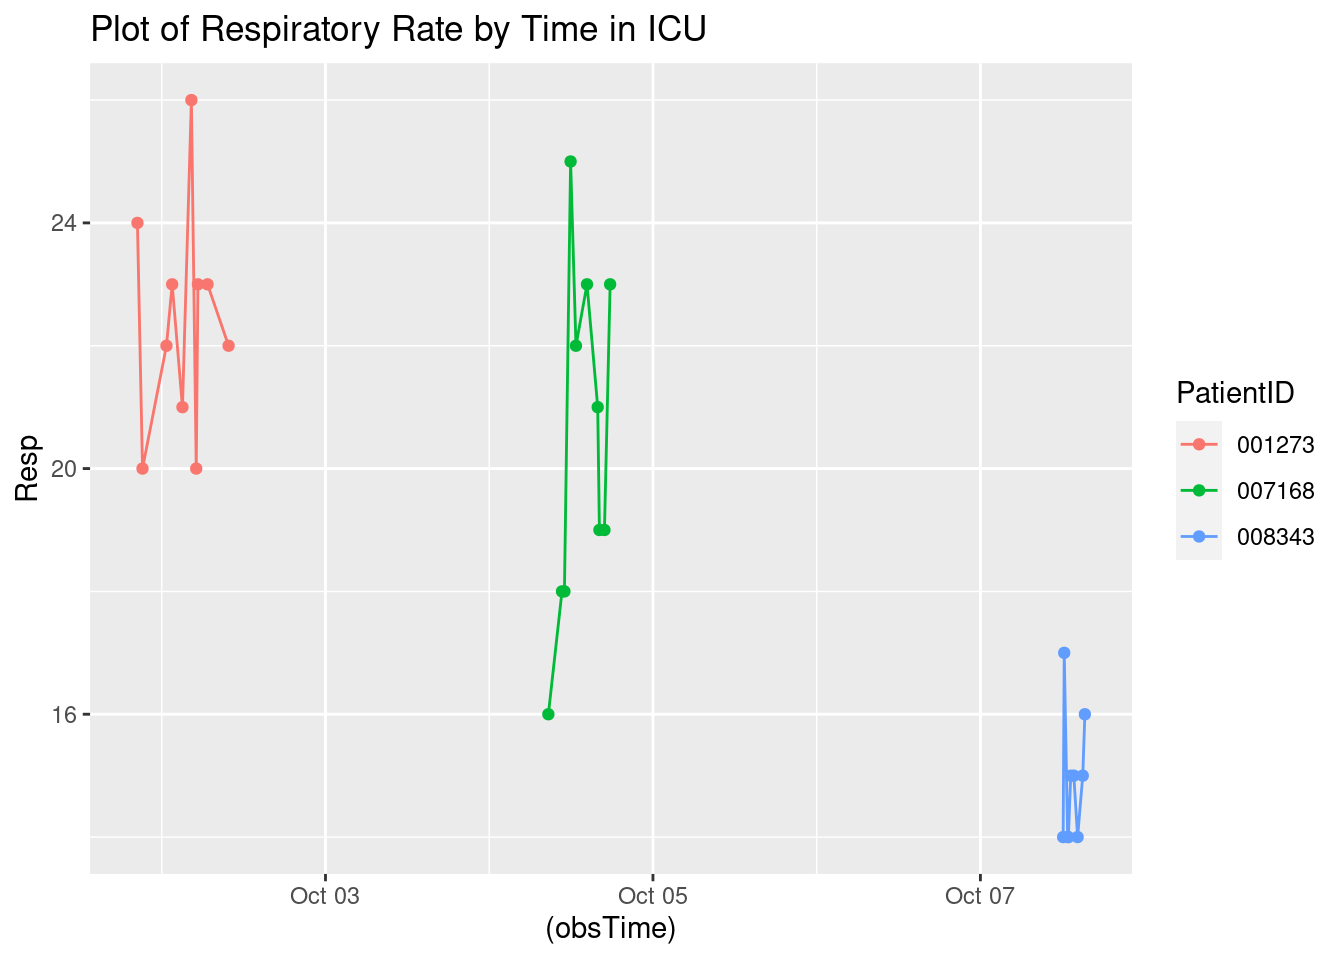 Plot of Respiratory Rate by Time in ICU
24
20
16
Resp
Oct 03
Oct 05
Oct 07
(obsTime)
PatientID
001273
007168
008343